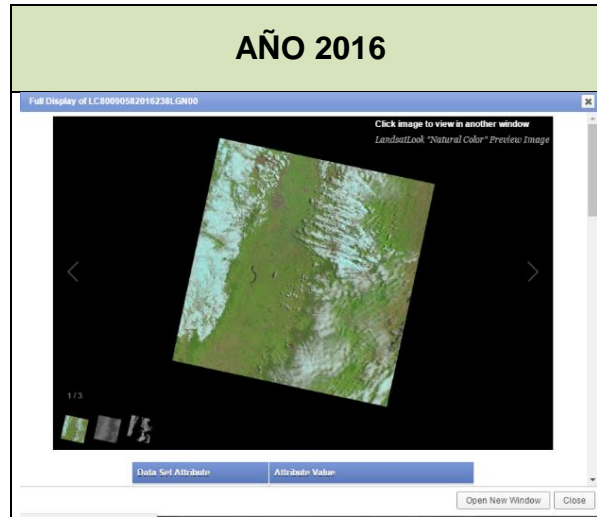 AÑO 2016
Full Display of LC80090582016238LGN00
Click image to view in another window
LandsatLook "Natural Color" Preview Image
1 / 3
Data Set Attribute Attribute Value
Open New Window Close